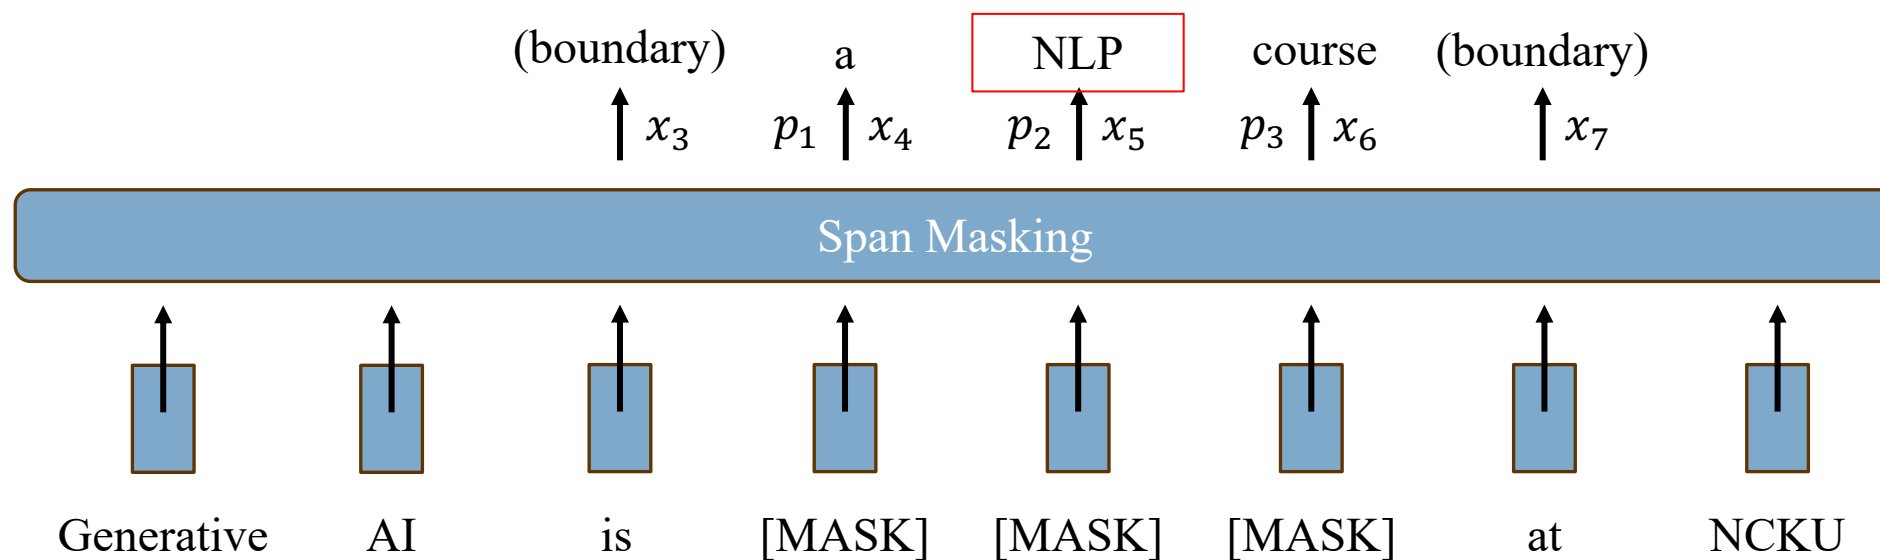 (boundary) a NLP course (boundary)
x₃ p₁ x₄ p₂ x₅ p₃ x₆ x₇
Span Masking
Generative AI is [MASK] [MASK] [MASK] at NCKU